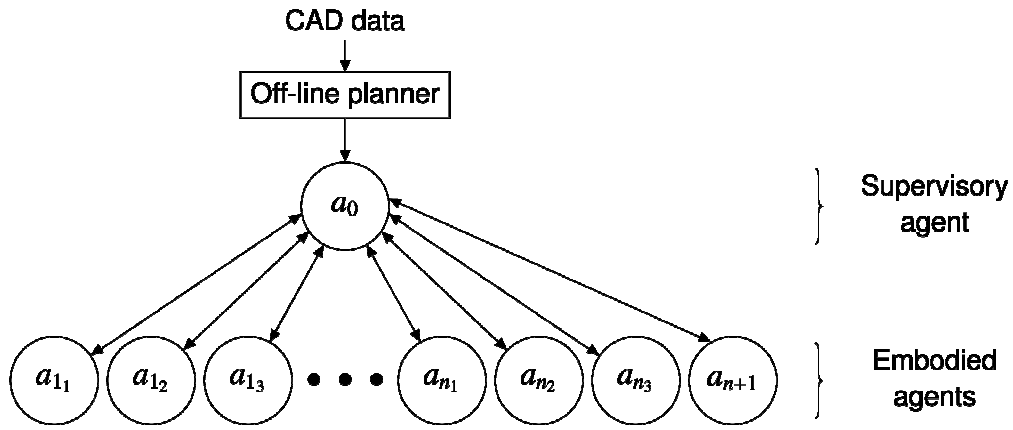 CAD data
Off-line planner
a₀
Supervisory
agent
a₁₁ a₁₂ a₁₃ • • • aₙ₁ aₙ₂ aₙ₃ aₙ₊₁
Embodied
agents